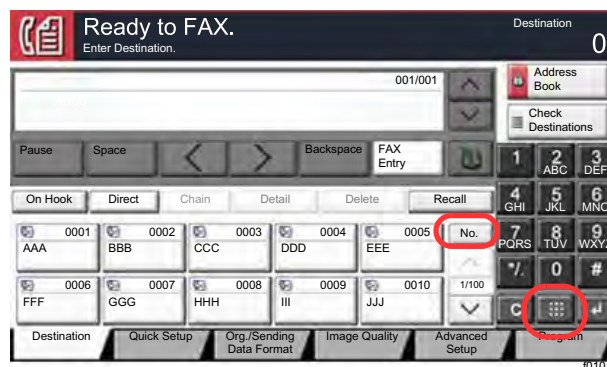 Ready to FAX.
Enter Destination.
Destination
0
001/001
Address
Book
Check
Destinations
Pause Space Backspace FAX
Entry
1 2 3
ABC DEF
On Hook Direct Chain Detail Delete Recall
4 5 6
GHI JKL MNO
0001 0002 0003 0004 0005 No.
AAA BBB CCC DDD EEE
7 8 9
PQRS TUV WXYZ
*/. 0 #
0006 0007 0008 0009 0010 1/100
FFF GGG HHH III JJJ
C
Destination Quick Setup Org./Sending
Data Format Image Quality Advanced
Setup Program
f010